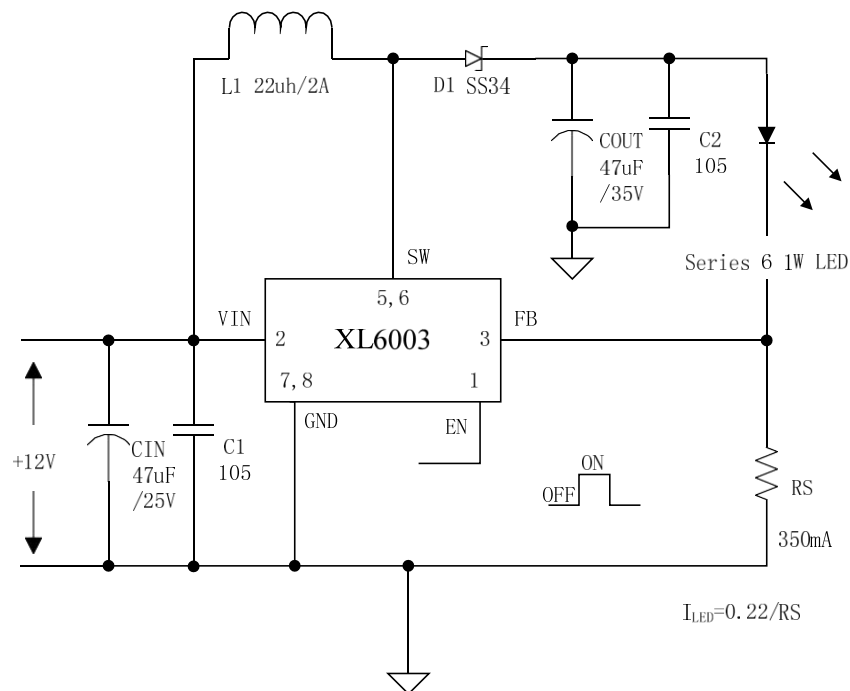 L1 22uh/2A
D1 SS34
COUT
47uF
/35V
C2
105
Series 6 1W LED
SW
5,6
VIN
2
XL6003
3
FB
7,8
1
GND
EN
+12V
CIN
47uF
/25V
C1
105
ON
OFF
RS
350mA
ILED=0.22/RS